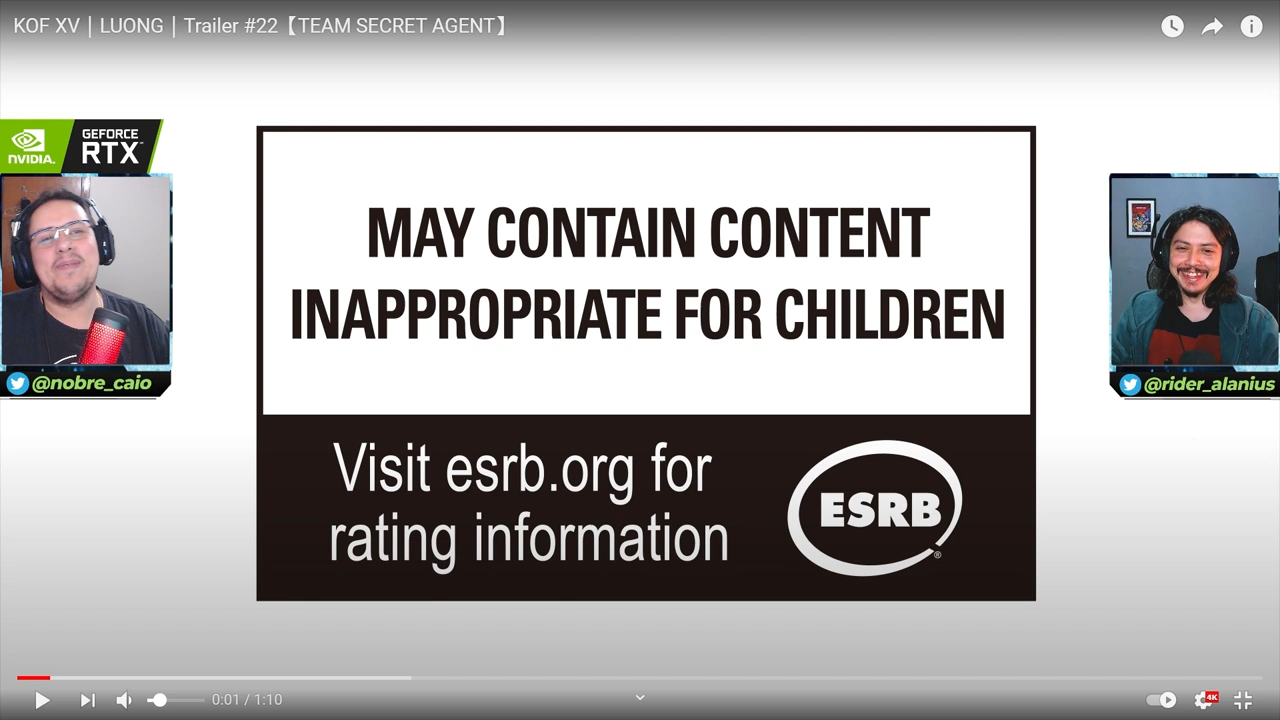 KOF XV｜LUONG｜Trailer #22【TEAM SECRET AGENT】
NVIDIA.
GEFORCE
RTX™
MAY CONTAIN CONTENT
INAPPROPRIATE FOR CHILDREN
@nobre_caio
@rider_alanius
Visit esrb.org for
rating information
ESRB®
0:01 / 1:10
4K